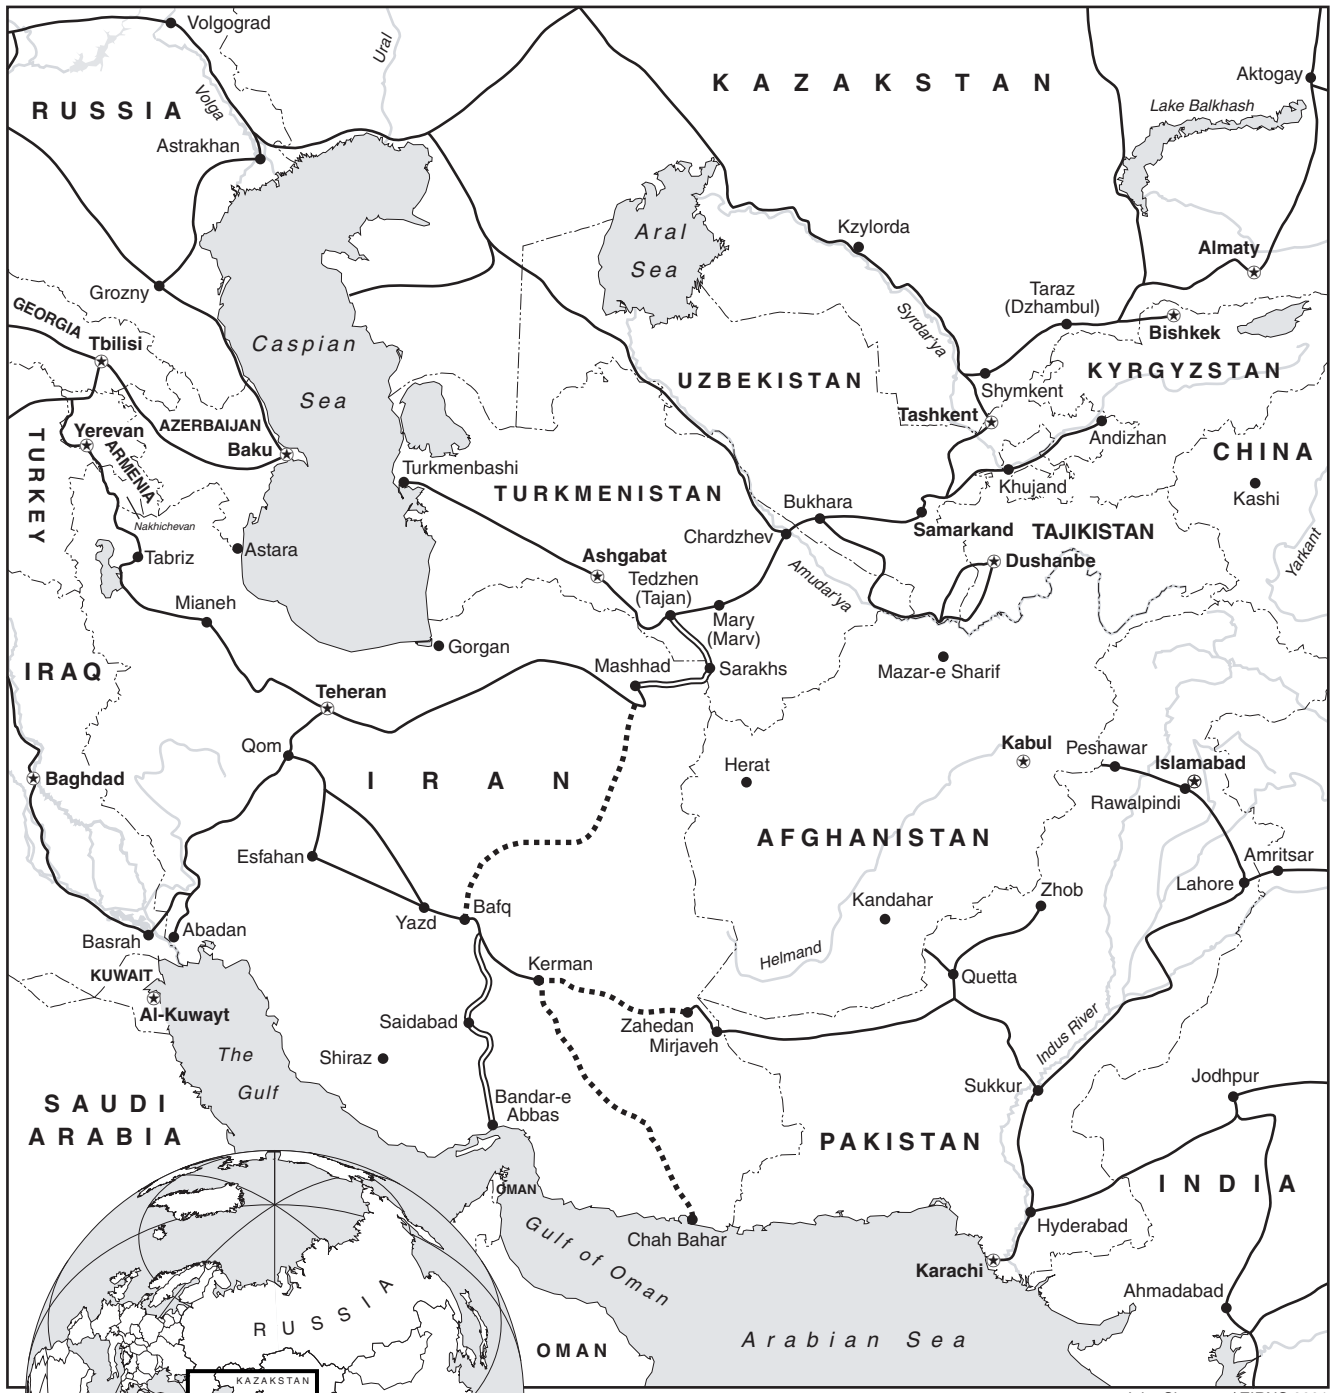 Volgograd
Ural
KAZAKSTAN
Aktogay
Lake Balkhash
RUSSIA
Volga
Astrakhan
Aral
Sea
Kzylorda
Almaty
Grozny
Taraz
(Dzhambul)
GEORGIA
Tbilisi
Caspian
Sea
Syrdar'ya
Bishkek
UZBEKISTAN
KYRGYZSTAN
Shymkent
Tashkent
AZERBAIJAN
Yerevan
ARMENIA
Baku
TURKEY
Andizhan
CHINA
Turkmenbashi
TURKMENISTAN
Khujand
Kashi
Bukhara
Nakhichevan
Samarkand
TAJIKISTAN
Chardzhev
Astara
Tabriz
Ashgabat
Dushanbe
Yarkant
Tedzhen
(Tajan)
Amudar'ya
Mianeh
Mary
(Marv)
Gorgan
Mashhad
Sarakhs
Mazar-e Sharif
IRAQ
Teheran
Qom
Kabul
Peshawar
Islamabad
Baghdad
IRAN
Herat
Rawalpindi
AFGHANISTAN
Esfahan
Amritsar
Lahore
Zhob
Kandahar
Bafq
Yazd
Abadan
Basrah
Helmand
Kerman
KUWAIT
Quetta
Al-Kuwayt
Saidabad
Zahedan
Mirjaveh
Indus River
Shiraz
The
Gulf
Sukkur
Jodhpur
Bandar-e
Abbas
SAUDI
ARABIA
PAKISTAN
OMAN
INDIA
Gulf of Oman
Chah Bahar
Hyderabad
Karachi
Ahmadabad
RUSSIA
Arabian Sea
OMAN
KAZAKSTAN